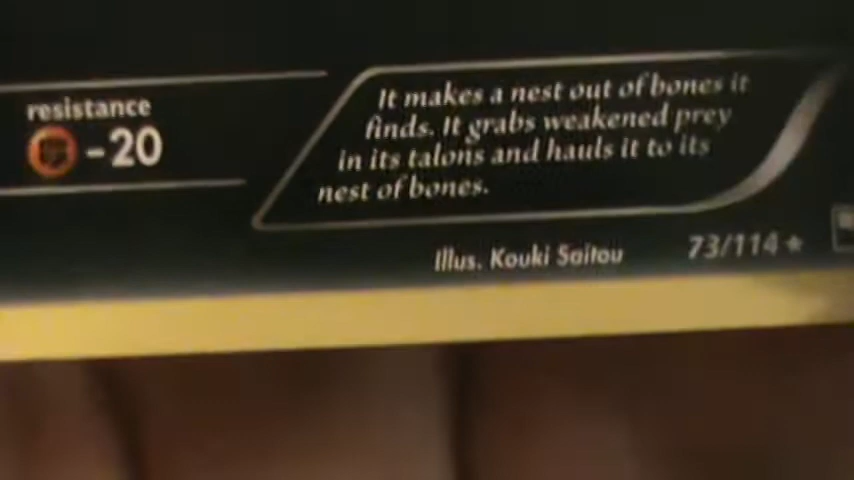 resistance
-20
It makes a nest out of bones it
finds. It grabs weakened prey
in its talons and hauls it to its
nest of bones.
Illus. Kouki Saitou
73/114 ★